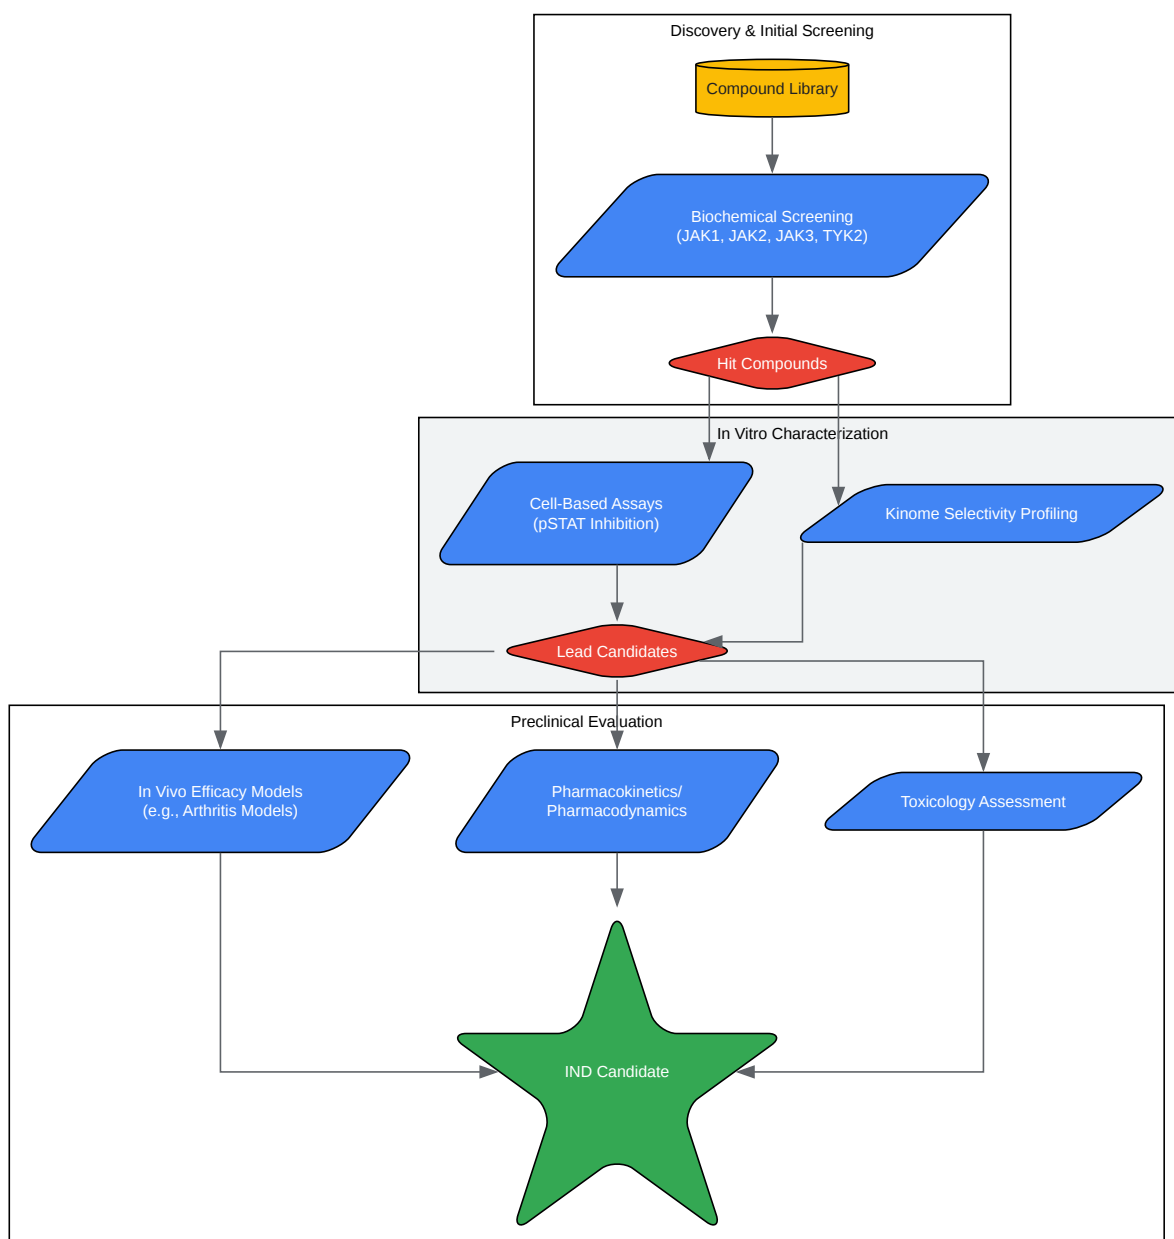 Discovery & Initial Screening
Compound Library
Biochemical Screening
(JAK1, JAK2, JAK3, TYK2)
Hit Compounds
In Vitro Characterization
Cell-Based Assays
(pSTAT Inhibition)
Kinome Selectivity Profiling
Lead Candidates
Preclinical Evaluation
In Vivo Efficacy Models
(e.g., Arthritis Models)
Pharmacokinetics/
Pharmacodynamics
Toxicology Assessment
IND Candidate